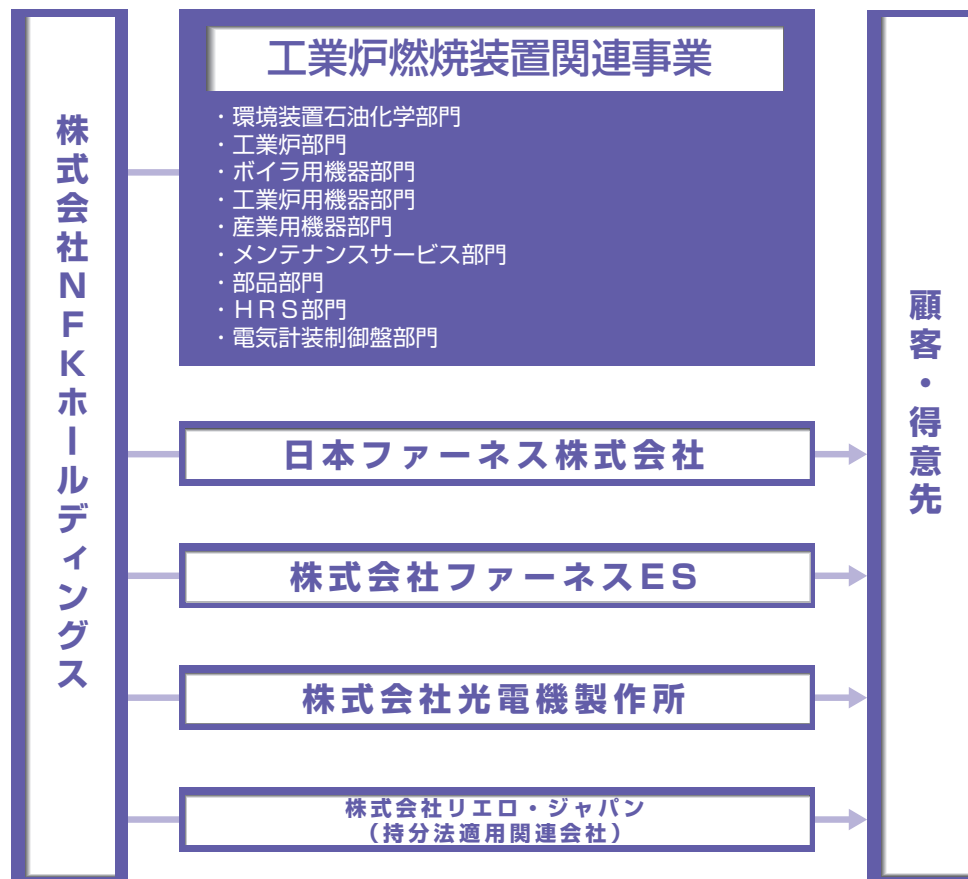 株式会社NFKホールディングス
工業炉燃焼装置関連事業
・環境装置石油化学部門
・工業炉部門
・ボイラ用機器部門
・工業炉用機器部門
・産業用機器部門
・メンテナンスサービス部門
・部品部門
・ＨＲＳ部門
・電気計装制御盤部門
日本ファーネス株式会社
株式会社ファーネスES
株式会社光電機製作所
株式会社リエロ・ジャパン
（持分法適用関連会社）
顧客・得意先